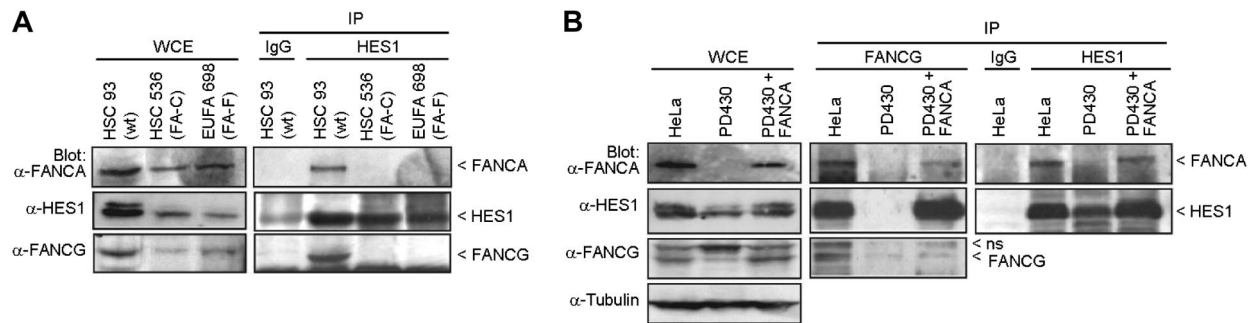 A
IP
WCE
IgG
HES1
HSC 93 (wt)
HSC 536 (FA-C)
EUFA 698 (FA-F)
HSC 93 (wt)
HSC 93 (wt)
HSC 536 (FA-C)
EUFA 698 (FA-F)
Blot:
α-FANCA
< FANCA
α-HES1
< HES1
α-FANCG
< FANCG
B
IP
WCE
FANCG
IgG
HES1
HeLa
PD430
PD430 + FANCA
HeLa
PD430
PD430 + FANCA
HeLa
HeLa
PD430
PD430 + FANCA
Blot:
α-FANCA
< FANCA
α-HES1
< HES1
α-FANCG
< ns
< FANCG
α-Tubulin